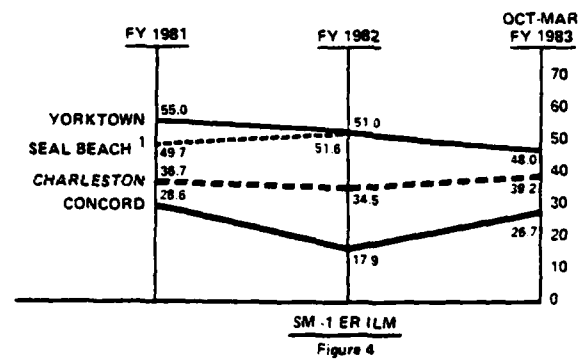 OCT-MAR
FY 1981
FY 1982
FY 1983
70
60
YORKTOWN
55.0
51.0
50
SEAL BEACH 1
49.7
51.6
48.0
40
CHARLESTON
36.7
34.5
39.2
CONCORD
28.6
30
26.7
20
17.9
10
0
SM -1 ER ILM
Figure 4